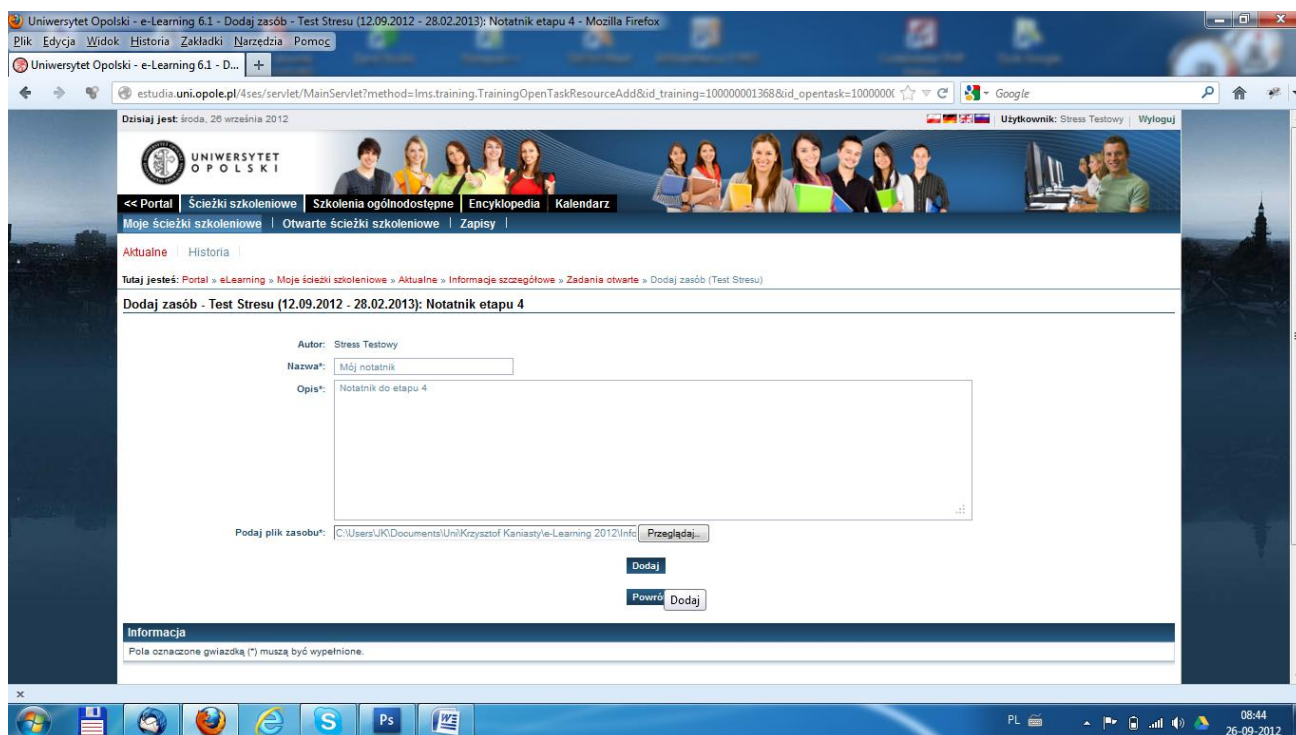 Uniwersytet Opolski - e-Learning 6.1 - Dodaj zasób - Test Stresu (12.09.2012 - 28.02.2013): Notatnik etapu 4 - Mozilla Firefox
Plik Edycja Widok Historia Zakładki Narzędzia Pomoc
Uniwersytet Opolski - e-Learning 6.1 - D... +
estudia.uni.opole.pl/4ses/servlet/MainServlet?method=lms.training.TrainingOpenTaskResourceAdd&id_training=100000001368&id_opentask=1000000( Google
Dzisiaj jest: środa, 26 września 2012 Użytkownik: Stress Testowy Wyloguj
UNIWERSYTET
OPOLSKI
<< Portal Ścieżki szkoleniowe Szkolenia ogólnodostępne Encyklopedia Kalendarz
Moje ścieżki szkoleniowe | Otwarte ścieżki szkoleniowe | Zapisy |
Aktualne | Historia |
Tutaj jesteś: Portal » eLearning » Moje ścieżki szkoleniowe » Aktualne » Informacje szczegółowe » Zadania otwarte » Dodaj zasób (Test Stresu)
Dodaj zasób - Test Stresu (12.09.2012 - 28.02.2013): Notatnik etapu 4
Autor: Stress Testowy
Nazwa*: Mój notatnik
Opis*: Notatnik do etapu 4
Podaj plik zasobu*: C:\Users\JK\Documents\Uni\Krzysztof Kaniasty\e-Learning 2012\Info Przeglądaj...
Dodaj
Powró Dodaj
Informacja
Pola oznaczone gwiazdką (*) muszą być wypełnione.
x
S Ps W PL 08:44
26-09-2012